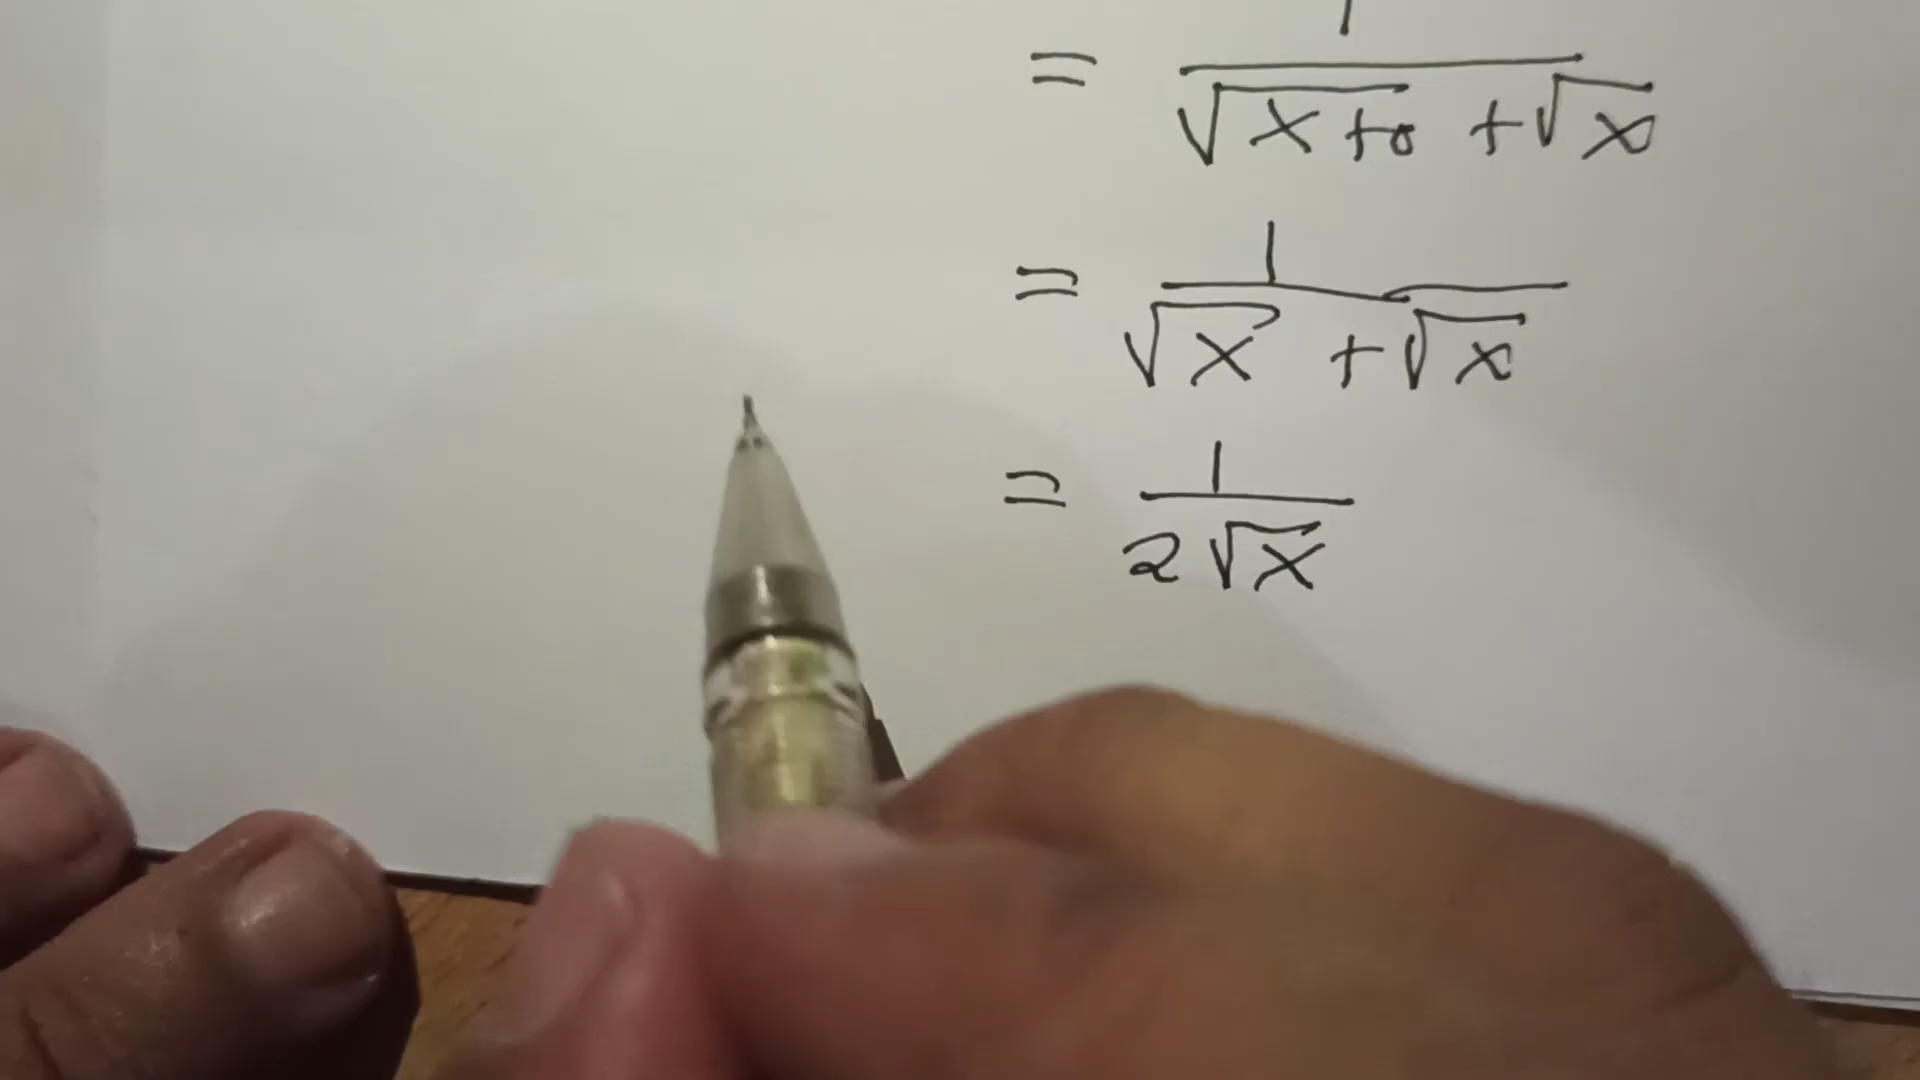 = 1/(√(x+0) + √x)
= 1/(√x + √x)
= 1/(2√x)